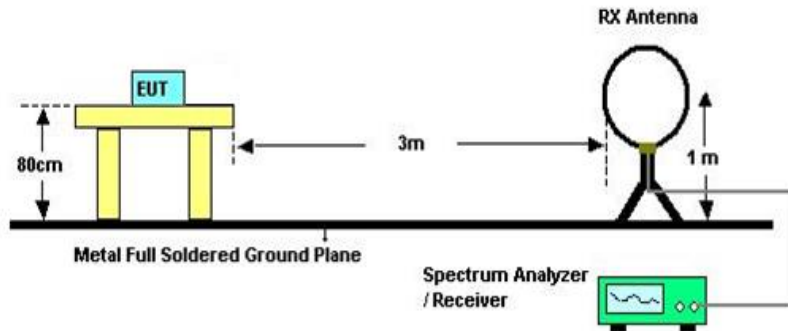 RX Antenna
EUT
3m
80cm
1 m
Metal Full Soldered Ground Plane
Spectrum Analyzer
/ Receiver